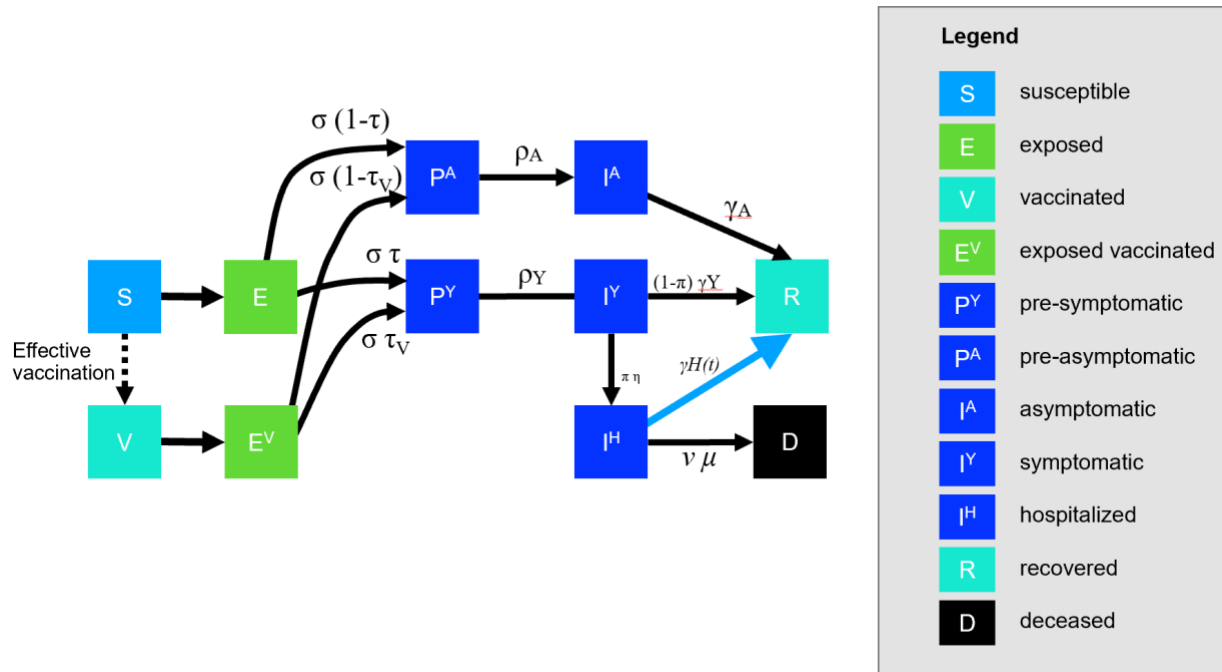 σ (1-τ)
σ (1-τV)
PA
ρA
IA
γA
S
E
σ τ
PY
ρY
IY
(1-π) γY
R
σ τV
Effective
vaccination
π η
γH(t)
V
EV
IH
ν μ
D
Legend
S susceptible
E exposed
V vaccinated
EV exposed vaccinated
PY pre-symptomatic
PA pre-asymptomatic
IA asymptomatic
IY symptomatic
IH hospitalized
R recovered
D deceased